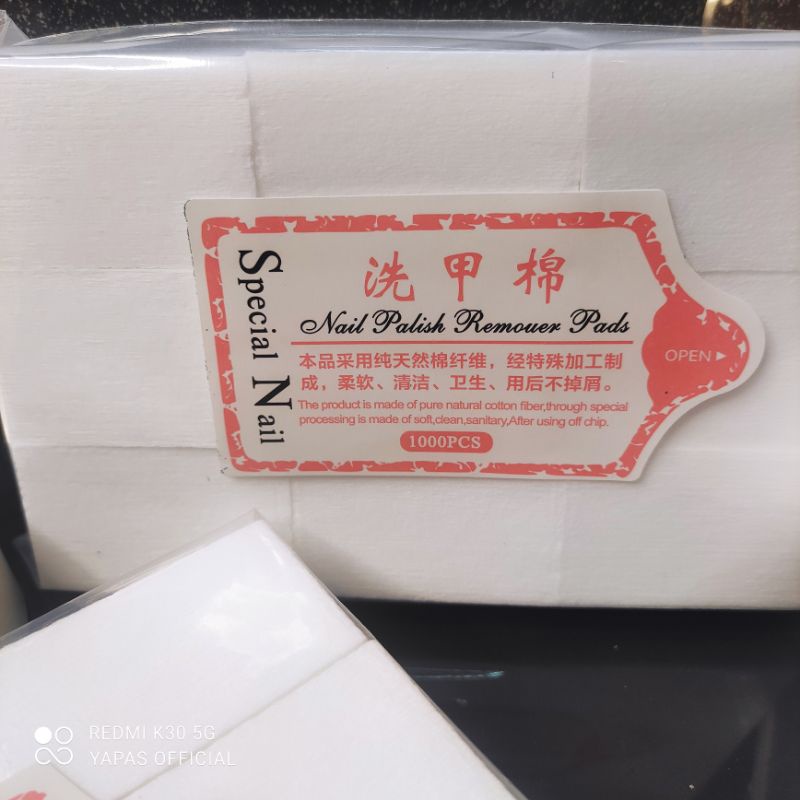 Special Nail
洗甲棉
Nail Palish Remouer Pads
本品采用纯天然棉纤维，经特殊加工制
成，柔软、清洁、卫生、用后不掉屑。
The product is made of pure natural cotton fiber,through special
processing is made of soft,clean,sanitary,After using off chip.
1000PCS
OPEN
REDMI K30 5G
YAPAS OFFICIAL